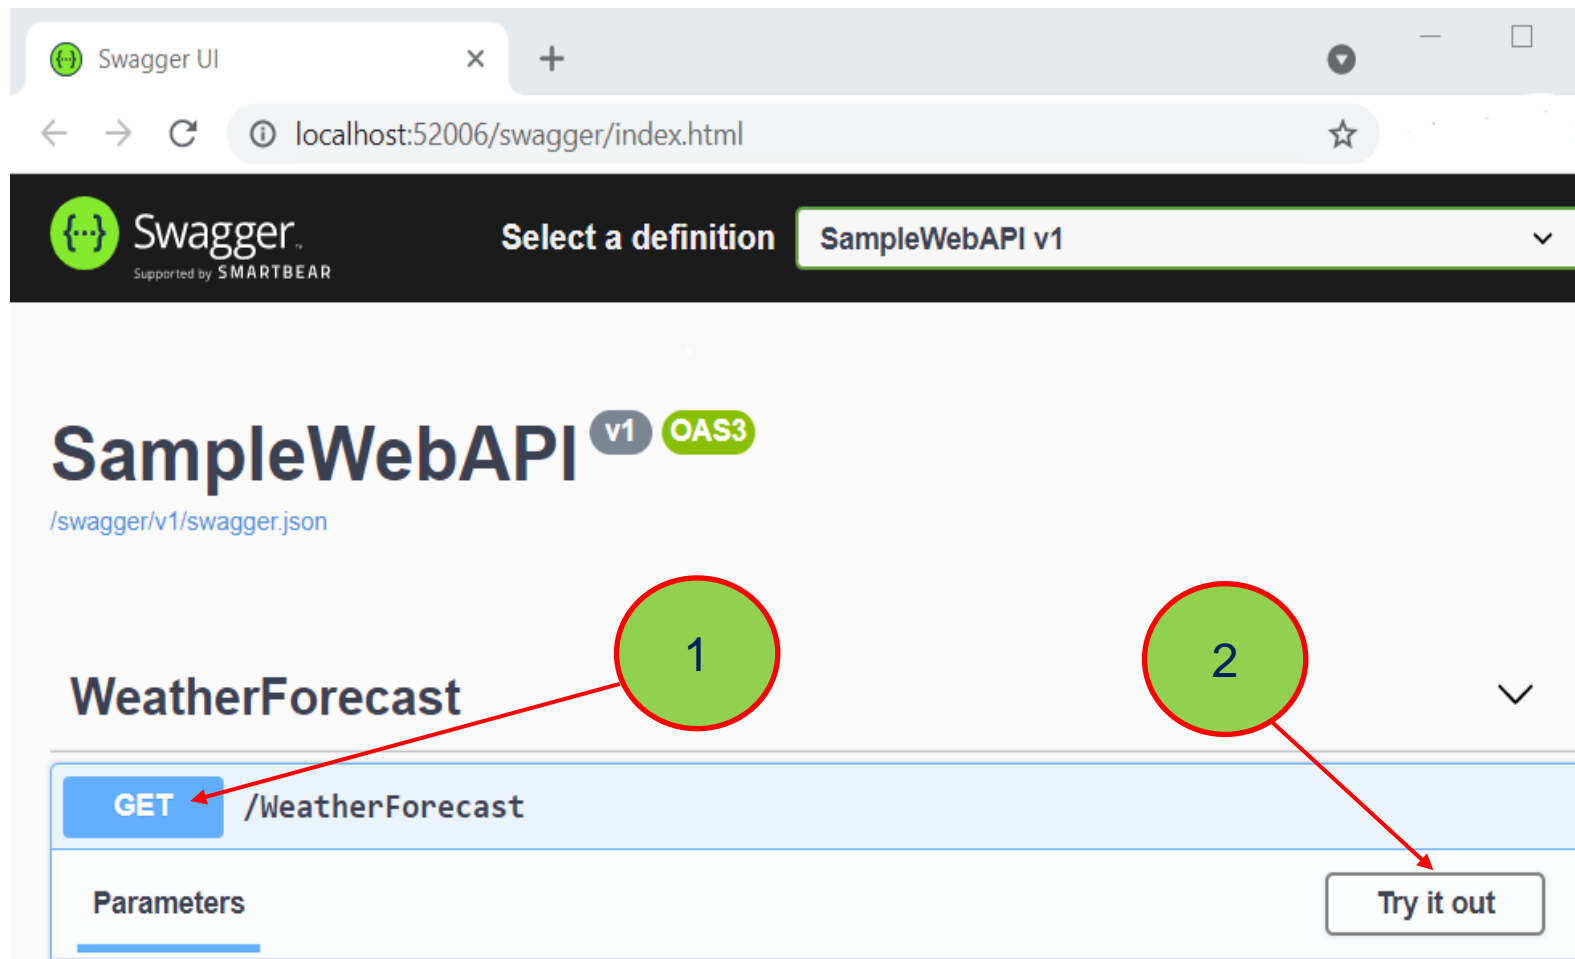 Swagger UI
localhost:52006/swagger/index.html
Swagger
Supported by SMARTBEAR
Select a definition
SampleWebAPI v1
SampleWebAPI v1 OAS3
/swagger/v1/swagger.json
1
2
WeatherForecast
GET /WeatherForecast
Parameters
Try it out